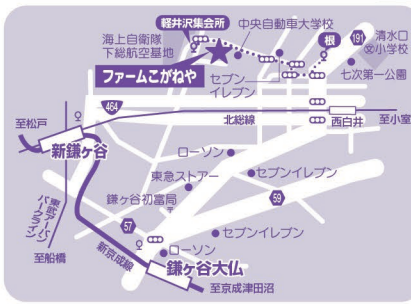 軽井沢集会所
中央自動車大学校
根
191
清水口
文小学校
海上自衛隊
下総航空基地
七次第一公園
ファームこがねや
セブン
イレブン
464
至松戸
北総線
西白井
至小室
新鎌ヶ谷
ローソン
東急ストアー
セブンイレブン
59
鎌ヶ谷初富局
57
東武アーバン
パークライン
セブンイレブン
ローソン
新京成線
鎌ヶ谷大仏
至船橋
至京成津田沼